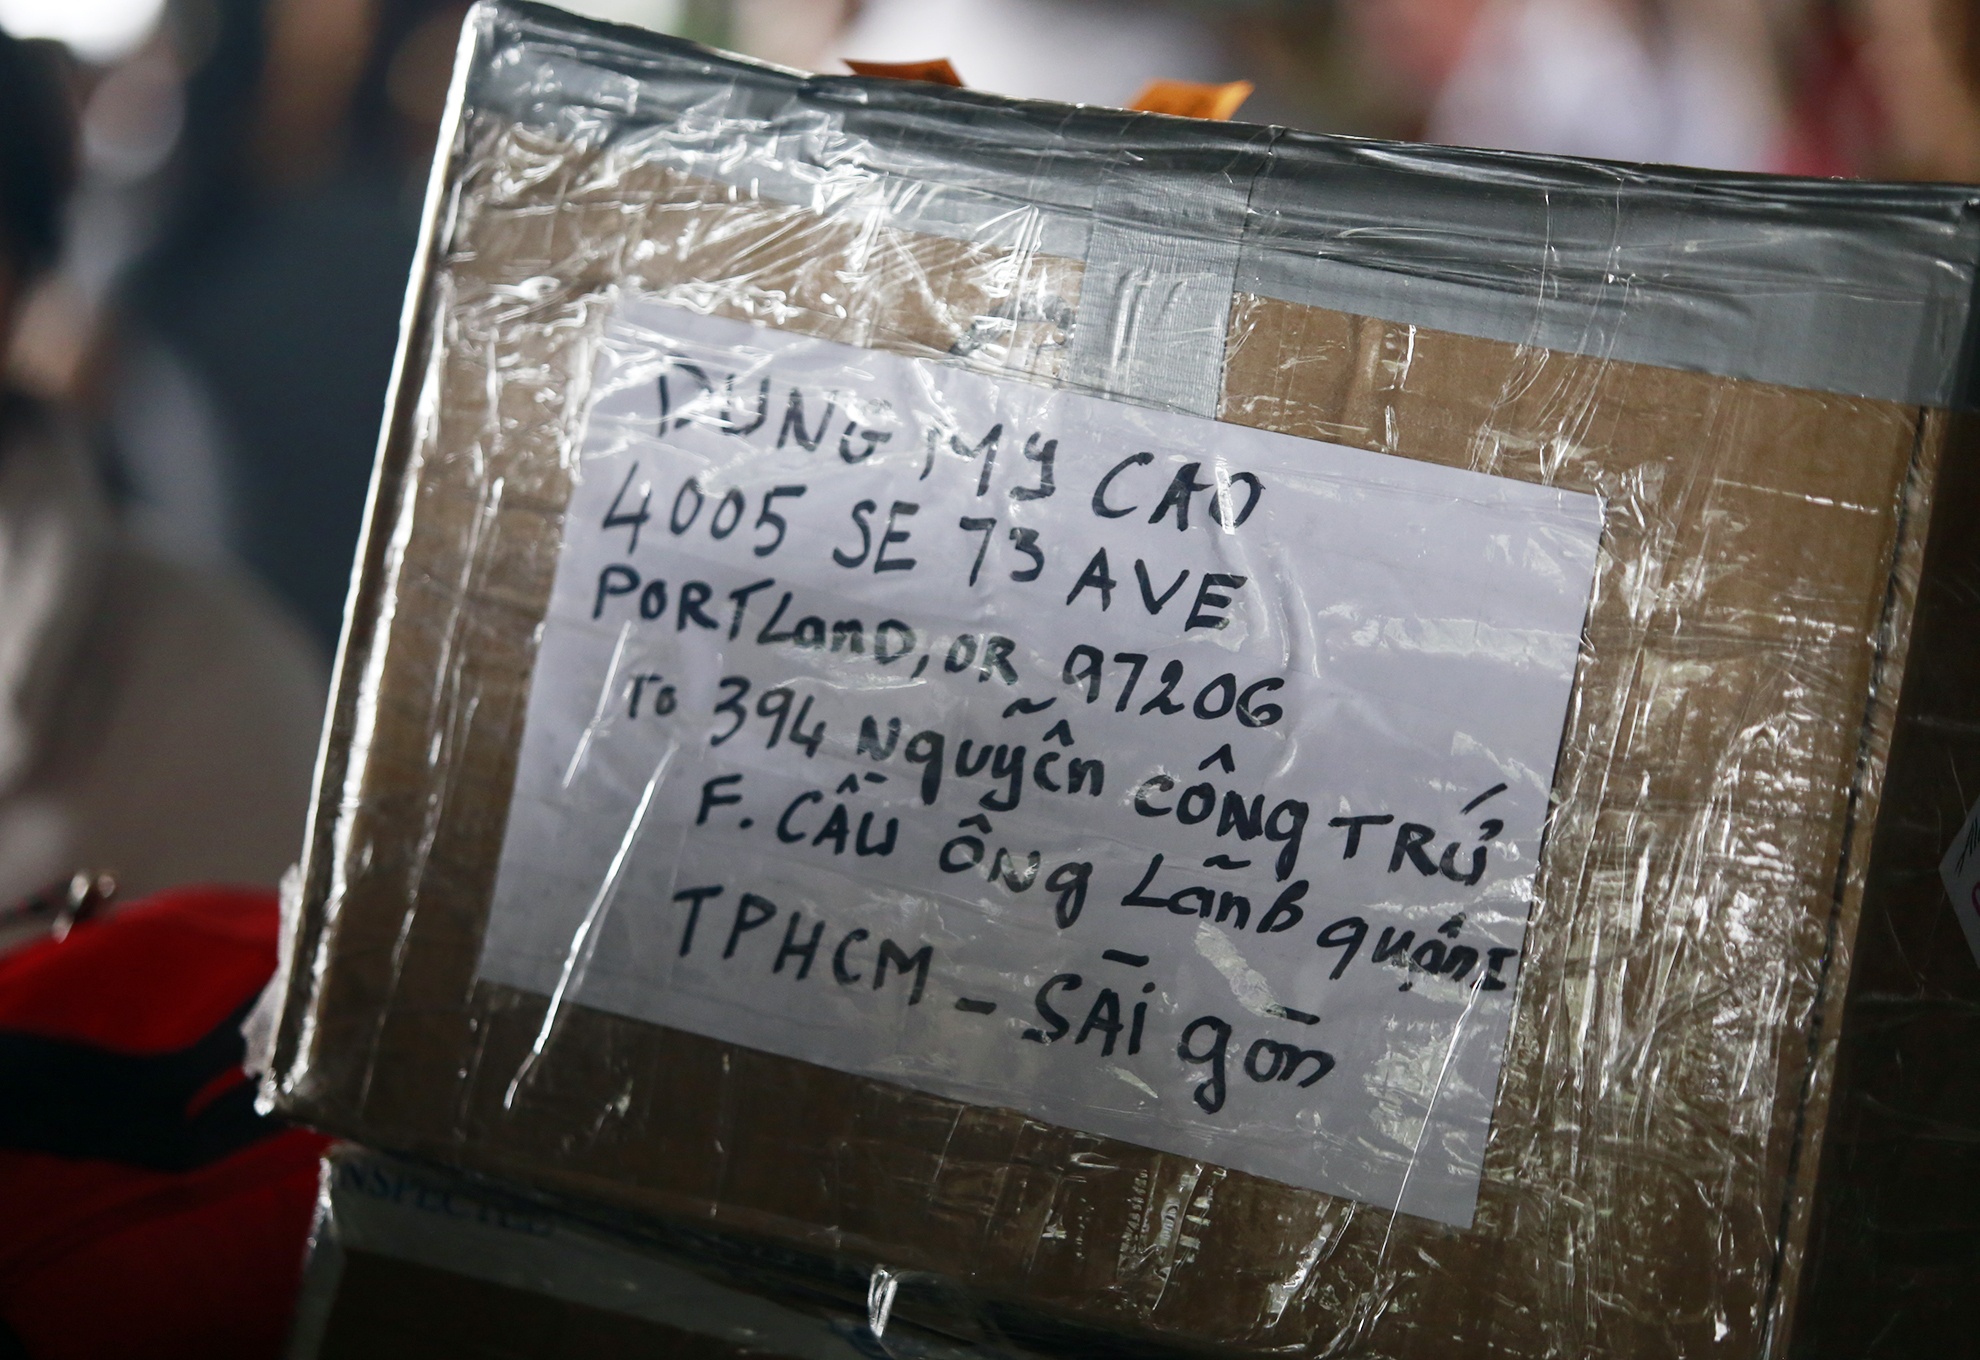 DUNG MY CAO
4005 SE 73 AVE
PORTLanD, OR 97206
To 394 Nguyễn CÔNg TRứ
F. CẦU ÔNg Lãnh quận I
TPHCM - SÀi gòn
INSPECTED